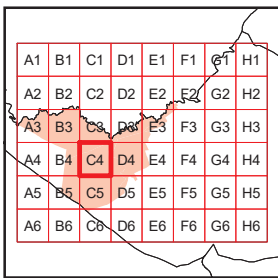 A1 B1 C1 D1 E1 F1 G1 H1
A2 B2 C2 D2 E2 F2 G2 H2
A3 B3 C3 D3 E3 F3 G3 H3
A4 B4 C4 D4 E4 F4 G4 H4
A5 B5 C5 D5 E5 F5 G5 H5
A6 B6 C6 D6 E6 F6 G6 H6